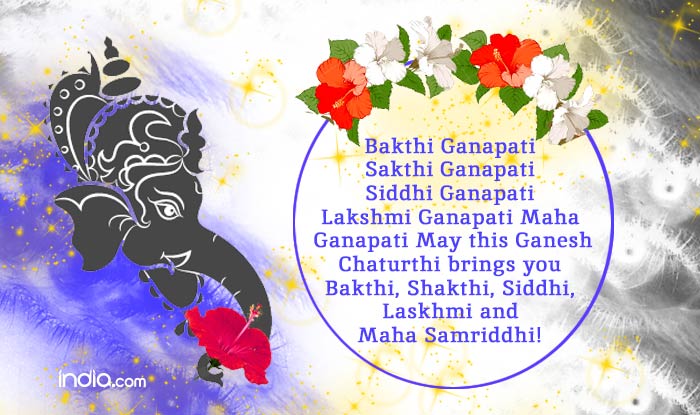 Bakthi Ganapati
Sakthi Ganapati
Siddhi Ganapati
Lakshmi Ganapati Maha
Ganapati May this Ganesh
Chaturthi brings you
Bakthi, Shakthi, Siddhi,
Laskhmi and
Maha Samriddhi!
india.com